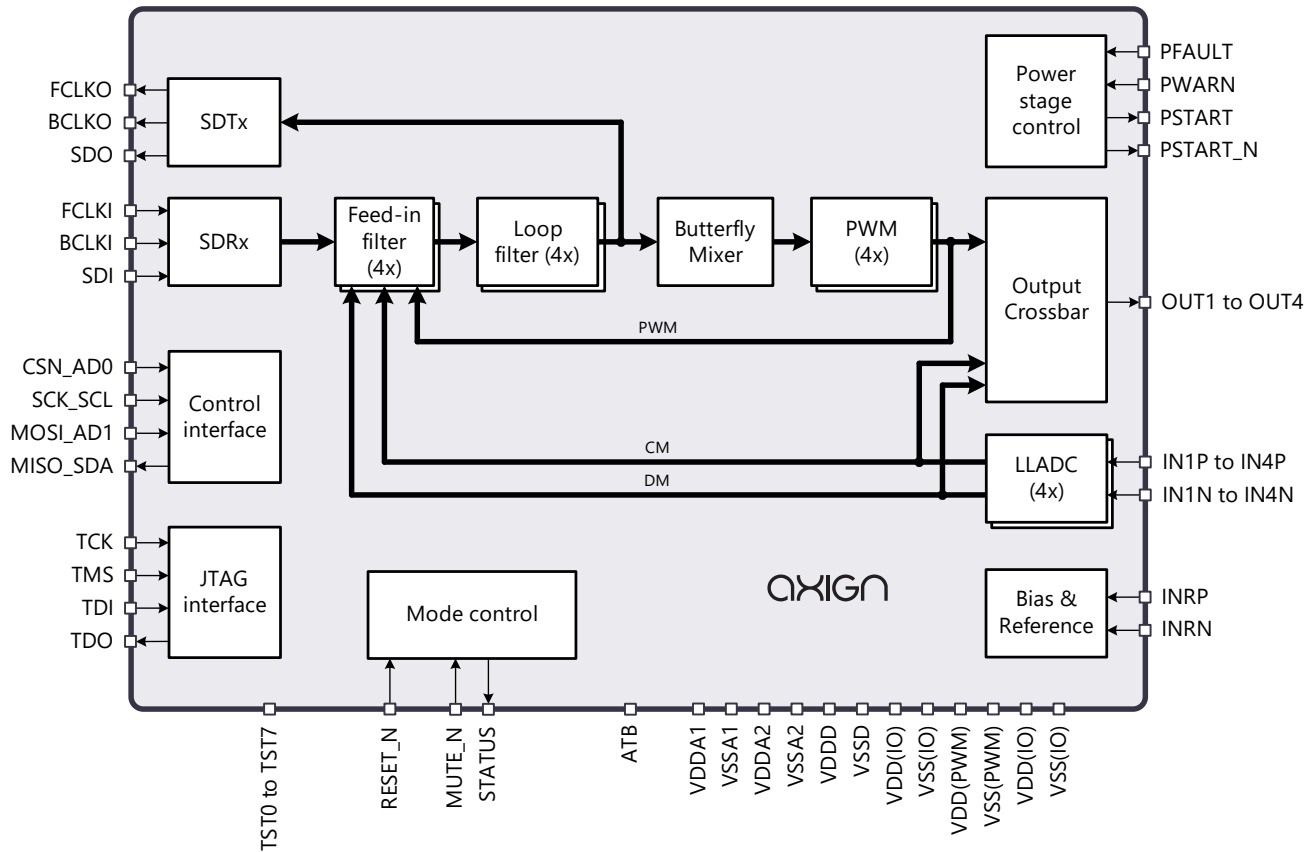 FCLKO
BCLKO
SDO
SDTx
Power
stage
control
PFAULT
PWARN
PSTART
PSTART_N
FCLKI
BCLKI
SDI
SDRx
Feed-in
filter
(4x)
Loop
filter (4x)
Butterfly
Mixer
PWM
(4x)
Output
Crossbar
OUT1 to OUT4
PWM
CSN_AD0
SCK_SCL
MOSI_AD1
MISO_SDA
Control
interface
CM
DM
LLADC
(4x)
IN1P to IN4P
IN1N to IN4N
TCK
TMS
TDI
TDO
JTAG
interface
Mode control
axign
Bias &
Reference
INRP
INRN
TST0 to TST7
RESET_N
MUTE_N
STATUS
ATB
VDDA1
VSSA1
VDDA2
VSSA2
VDDD
VSSD
VDD(IO)
VSS(IO)
VDD(PWM)
VSS(PWM)
VDD(IO)
VSS(IO)